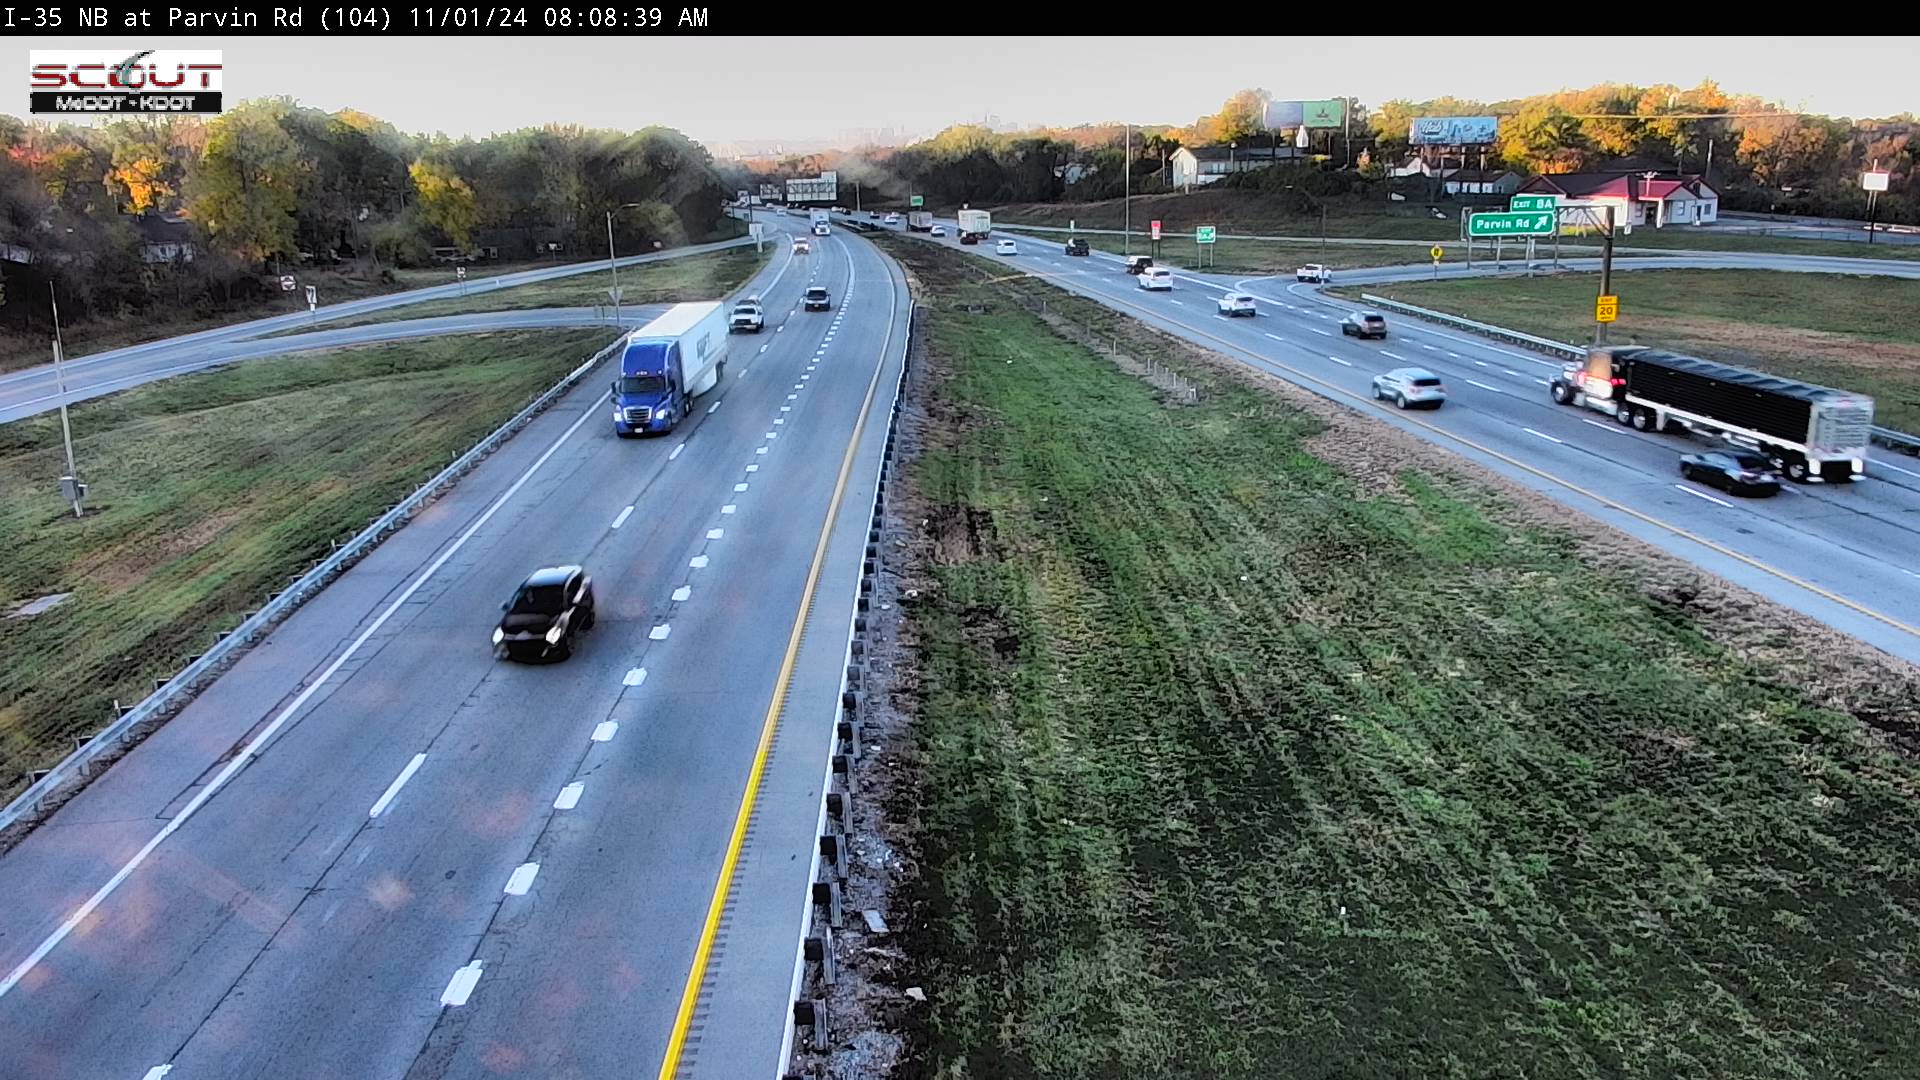 I-35 NB at Parvin Rd (104) 11/01/24 08:08:39 AM
SCOUT
MoDOT - KDOT
EXIT 8A
Parvin Rd
EXIT
20